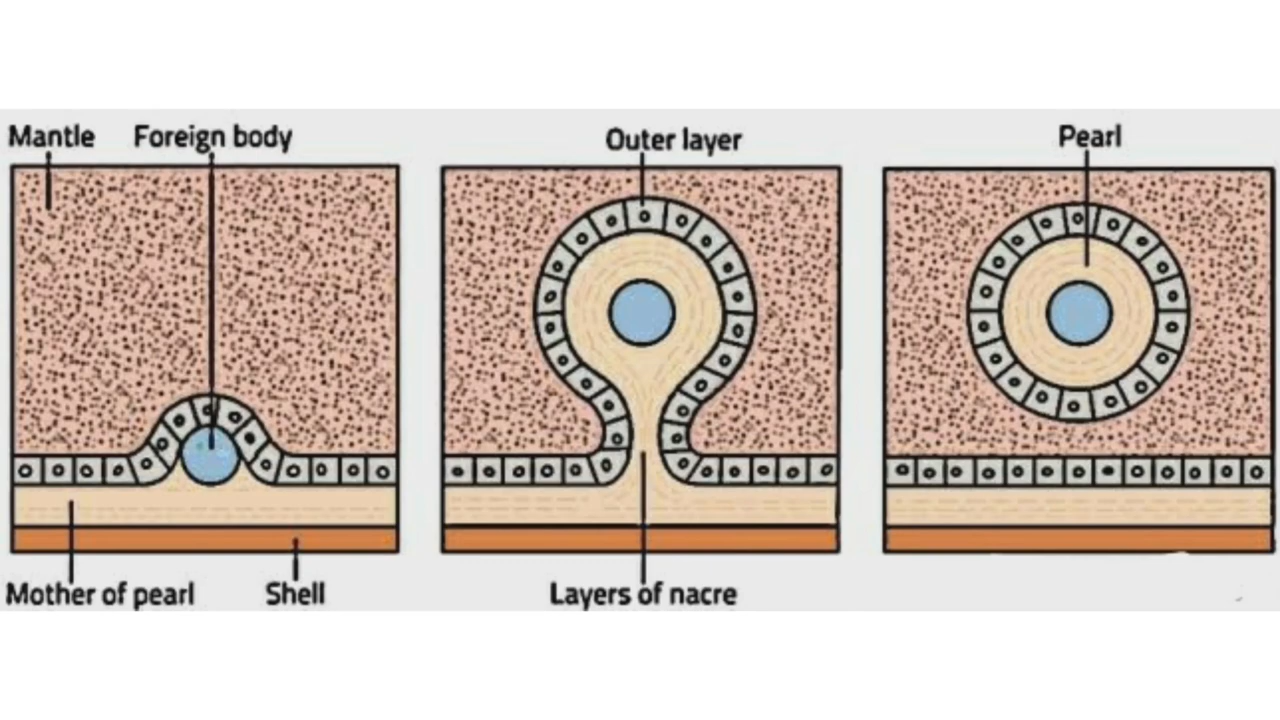 Mantle
Foreign body
Outer layer
Pearl
Mother of pearl
Shell
Layers of nacre